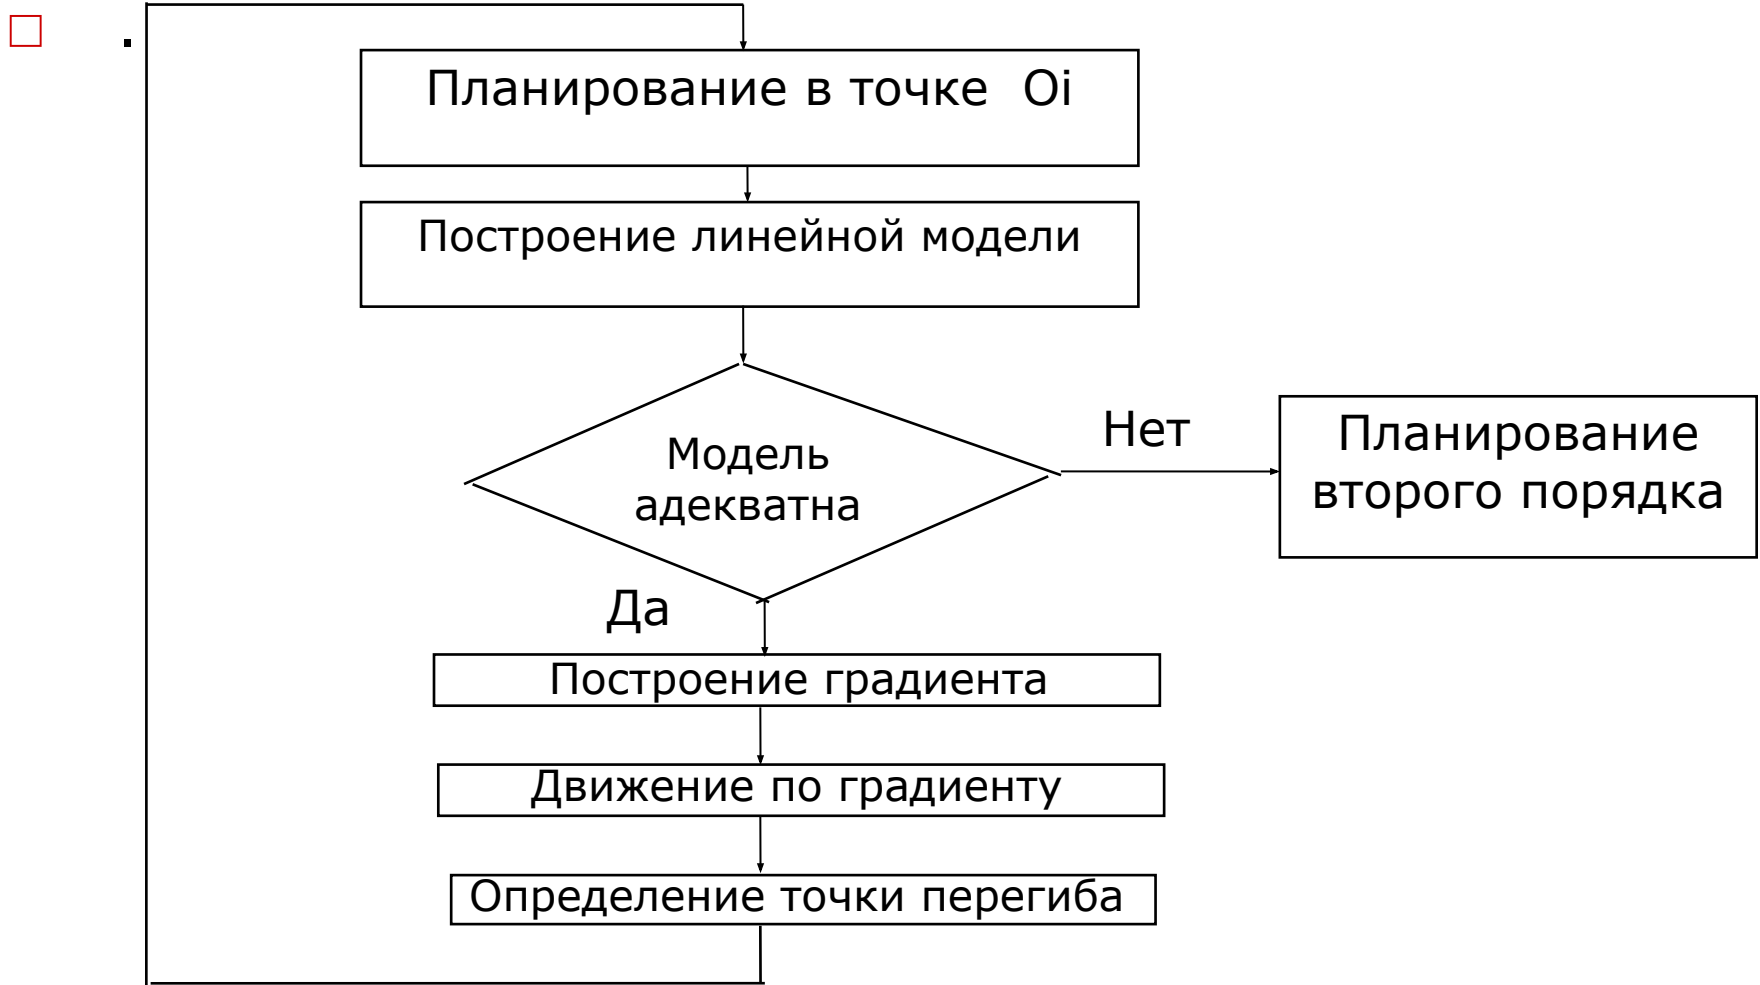 Планирование в точке Oi
Построение линейной модели
Модель
адекватна
Нет
Планирование
второго порядка
Да
Построение градиента
Движение по градиенту
Определение точки перегиба